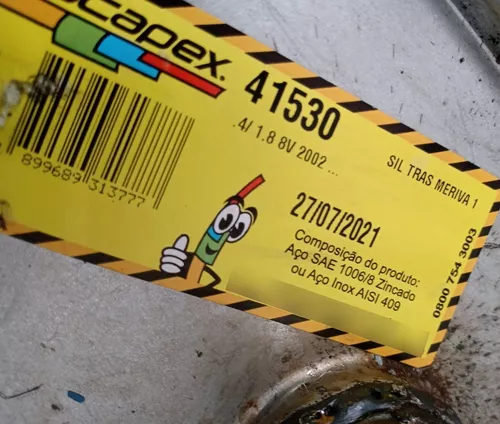 scapex.
41530
SIL TRAS MERIVA 1
.4/ 1.8 8V 2002 ...
899689 313777
27/07/2021
Composição do produto:
Aço SAE 1006/8 Zincado
ou Aço Inox AISI 409
0800 754 3003